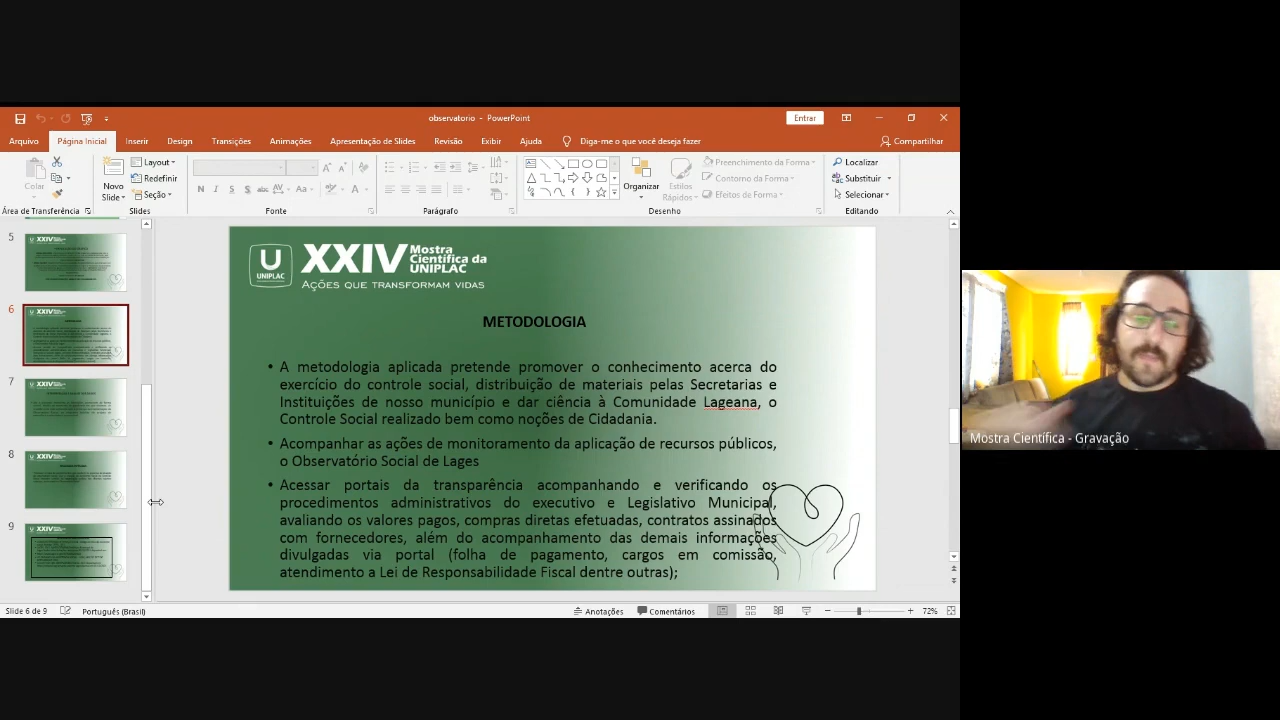 observatorio - PowerPoint
Entrar
Arquivo Página Inicial Inserir Design Transições Animações Apresentação de Slides Revisão Exibir Ajuda Diga-me o que você deseja fazer Compartilhar
Colar
Novo Slide
Layout
Redefinir
Seção
N I S S abc AV Aa A
Organizar
Estilos Rápidos
Preenchimento da Forma
Contorno da Forma
Efeitos de Forma
Localizar
Substituir
Selecionar
Área de Transferência Slides Fonte Parágrafo Desenho Editando
5
6
7
8
9
U
UNIPLAC
XXIV Mostra
Científica da
UNIPLAC
AÇÕES QUE TRANSFORMAM VIDAS
METODOLOGIA
• A metodologia aplicada pretende promover o conhecimento acerca do
exercício do controle social, distribuição de materiais pelas Secretarias e
Instituições de nosso município e dar ciência à Comunidade Lageana, o
Controle Social realizado bem como noções de Cidadania.
• Acompanhar as ações de monitoramento da aplicação de recursos públicos,
o Observatório Social de Lages
• Acessar portais da transparência acompanhando e verificando os
procedimentos administrativos do executivo e Legislativo Municipal,
avaliando os valores pagos, compras diretas efetuadas, contratos assinados
com fornecedores, além do acompanhamento das demais informações
divulgadas via portal (folha de pagamento, cargos em comissão,
atendimento a Lei de Responsabilidade Fiscal dentre outras);
Mostra Científica - Gravação
Slide 6 de 9 Português (Brasil) Anotações Comentários 72%